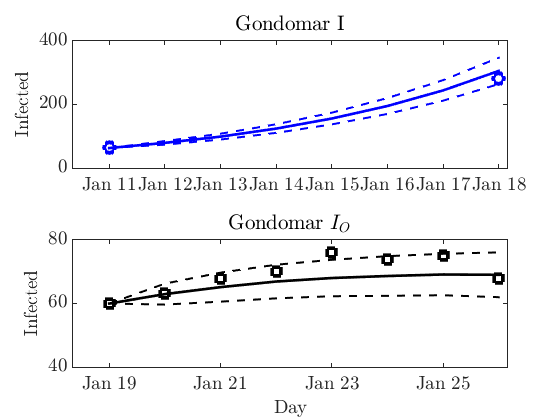 Gondomar I
400
200
0
Infected
Jan 11 Jan 12 Jan 13 Jan 14 Jan 15 Jan 16 Jan 17 Jan 18
Gondomar I_O
80
60
40
Infected
Jan 19 Jan 21 Jan 23 Jan 25
Day